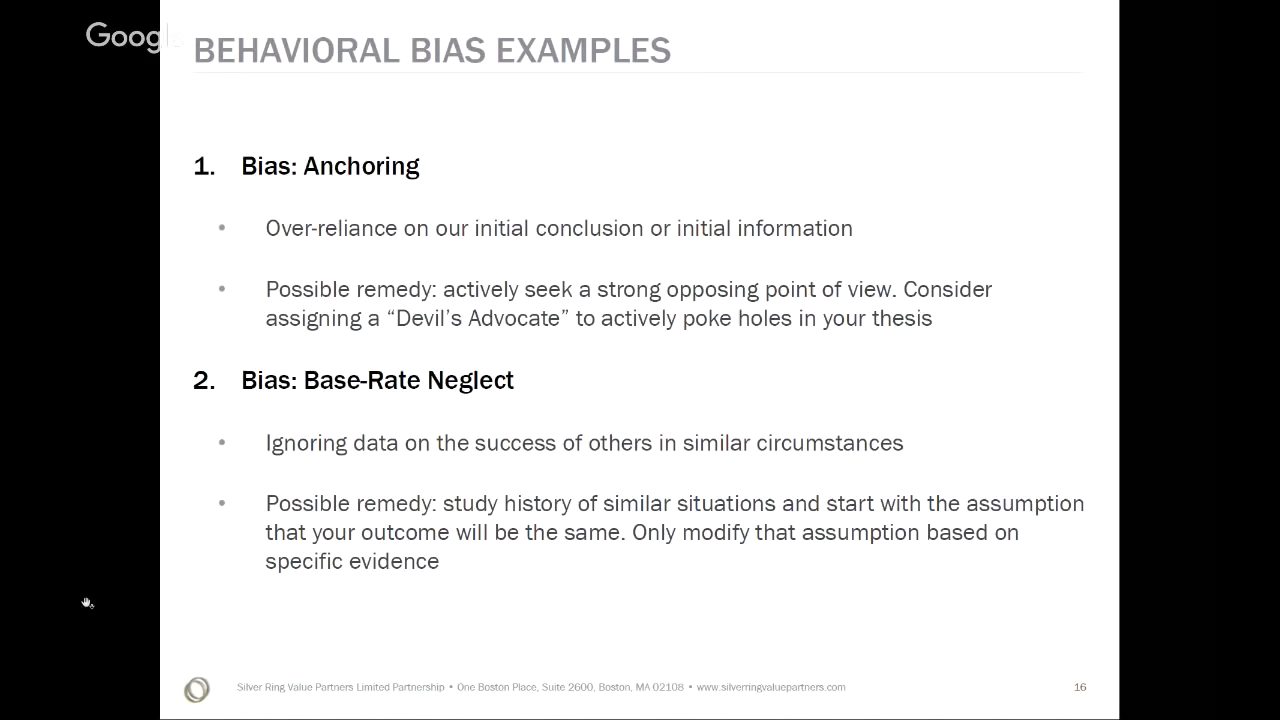 Google
BEHAVIORAL BIAS EXAMPLES
1. Bias: Anchoring
• Over-reliance on our initial conclusion or initial information
• Possible remedy: actively seek a strong opposing point of view. Consider
assigning a “Devil’s Advocate” to actively poke holes in your thesis
2. Bias: Base-Rate Neglect
• Ignoring data on the success of others in similar circumstances
• Possible remedy: study history of similar situations and start with the assumption
that your outcome will be the same. Only modify that assumption based on
specific evidence
Silver Ring Value Partners Limited Partnership • One Boston Place, Suite 2600, Boston, MA 02108 • www.silverringvaluepartners.com
16